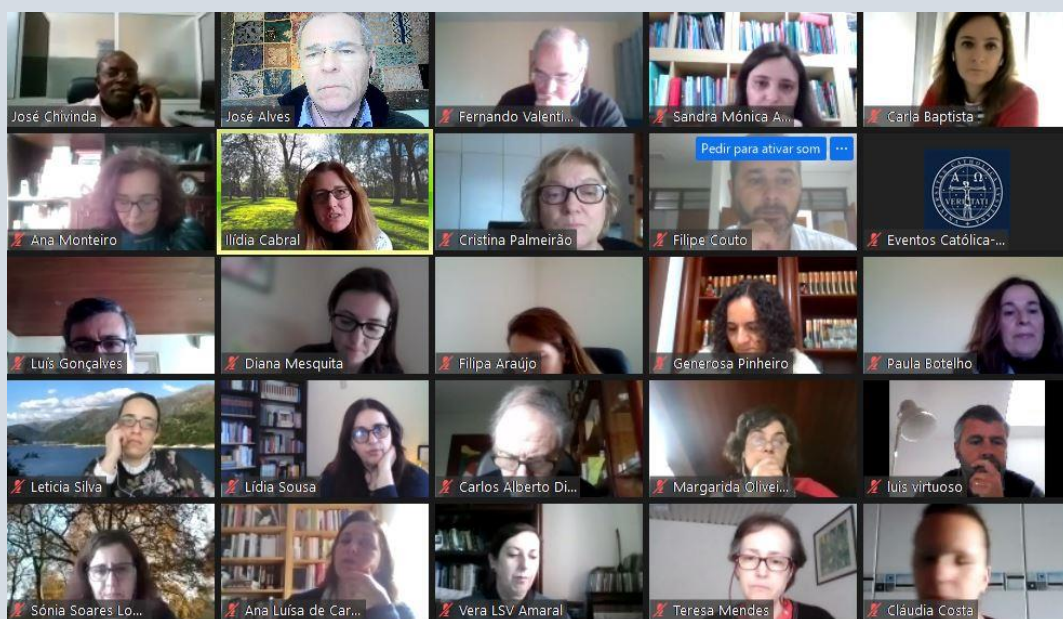 José Chivinda
José Alves
Fernando Valenti...
Sandra Mónica A...
Carla Baptista
Ana Monteiro
Ilídia Cabral
Cristina Palmeirão
Pedir para ativar som ...
Filipe Couto
A Ω
VERITATI
Eventos Católica-...
Luís Gonçalves
Diana Mesquita
Filipa Araújo
Generosa Pinheiro
Paula Botelho
Leticia Silva
Lídia Sousa
Carlos Alberto Di...
Margarida Olivei...
luis virtuoso
Sónia Soares Lo...
Ana Luísa de Car...
Vera LSV Amaral
Teresa Mendes
Cláudia Costa